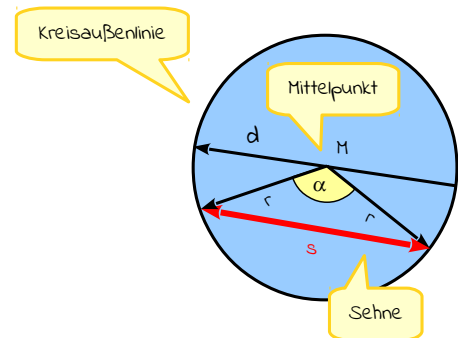 Kreisaußenlinie
Mittelpunkt
d
M
α
r
r
s
Sehne